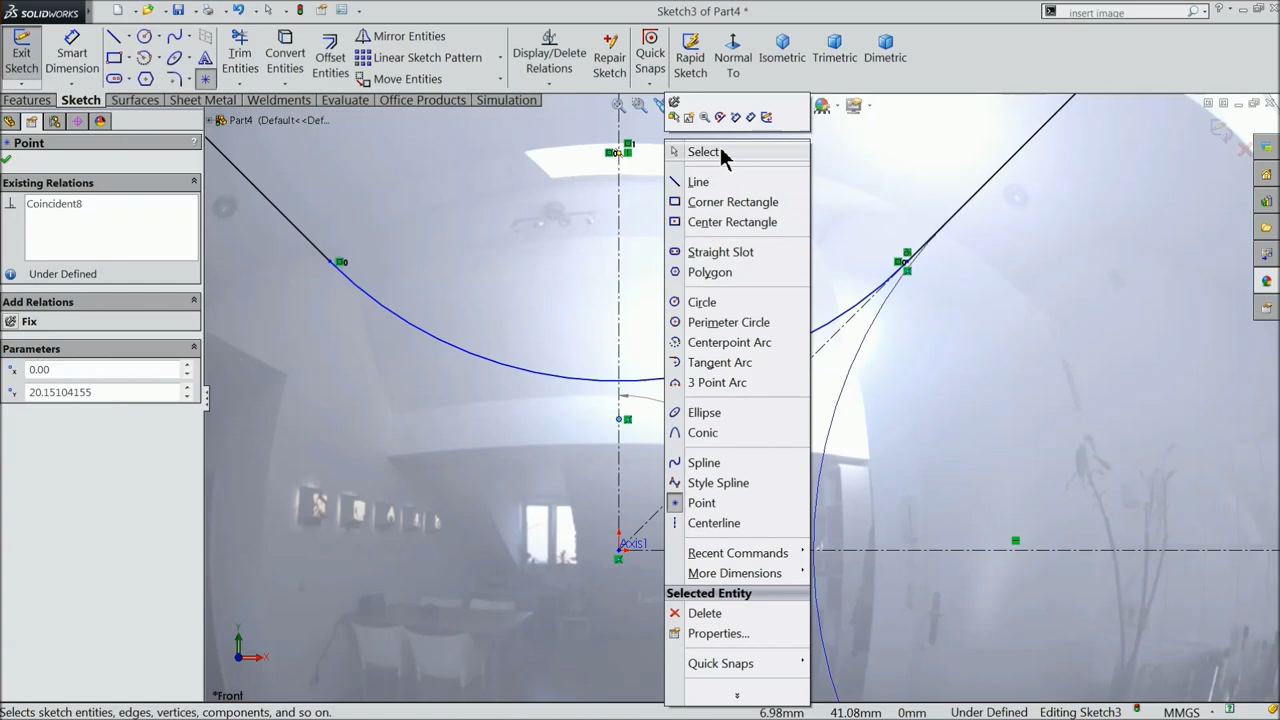 SOLIDWORKS
Sketch3 of Part4 *
insert image
Exit Sketch
Smart Dimension
Trim Entities
Convert Entities
Offset Entities
Mirror Entities
Linear Sketch Pattern
Move Entities
Display/Delete Relations
Repair Sketch
Quick Snaps
Rapid Sketch
Normal To
Isometric
Trimetric
Dimetric
Features
Sketch
Surfaces
Sheet Metal
Weldments
Evaluate
Office Products
Simulation
Part4 (Default<<Def...
Point
Existing Relations
Coincident8
Under Defined
Add Relations
Fix
Parameters
0.00
20.15104155
Select
Line
Corner Rectangle
Center Rectangle
Straight Slot
Polygon
Circle
Perimeter Circle
Centerpoint Arc
Tangent Arc
3 Point Arc
Ellipse
Conic
Spline
Style Spline
Point
Centerline
Recent Commands
More Dimensions
Selected Entity
Delete
Properties...
Quick Snaps
Axis1
Y
X
*Front
Selects sketch entities, edges, vertices, components, and so on.
6.98mm
41.08mm
0mm
Under Defined
Editing Sketch3
MMGS